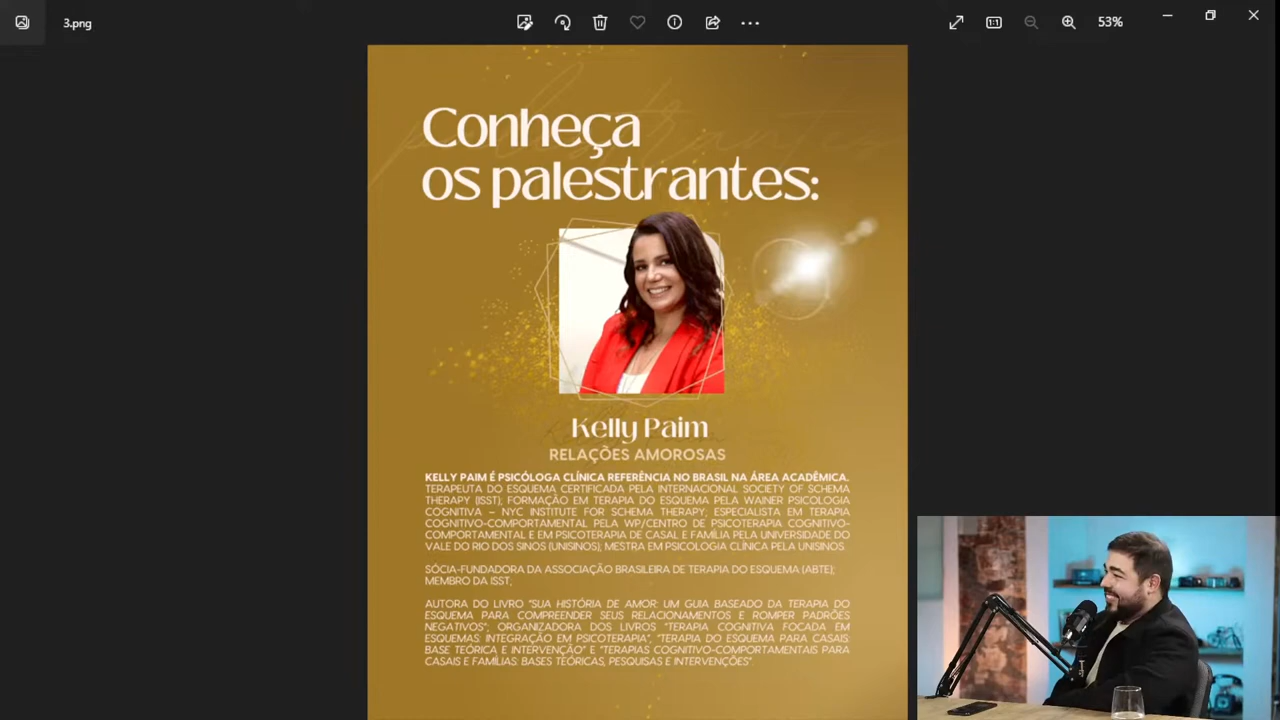 3.png
53%
Conheça
os palestrantes:
Kelly Paim
RELAÇÕES AMOROSAS
KELLY PAIM É PSICÓLOGA CLÍNICA REFERÊNCIA NO BRASIL NA ÁREA ACADÊMICA.
TERAPEUTA DO ESQUEMA CERTIFICADA PELA INTERNACIONAL SOCIETY OF SCHEMA
THERAPY (ISST); FORMAÇÃO EM TERAPIA DO ESQUEMA PELA WAINER PSICOLOGIA
COGNITIVA – NYC INSTITUTE FOR SCHEMA THERAPY; ESPECIALISTA EM TERAPIA
COGNITIVO-COMPORTAMENTAL PELA WP/CENTRO DE PSICOTERAPIA COGNITIVO-
COMPORTAMENTAL E EM PSICOTERAPIA DE CASAL E FAMÍLIA PELA UNIVERSIDADE DO
VALE DO RIO DOS SINOS (UNISINOS); MESTRA EM PSICOLOGIA CLÍNICA PELA UNISINOS.
SÓCIA-FUNDADORA DA ASSOCIAÇÃO BRASILEIRA DE TERAPIA DO ESQUEMA (ABTE);
MEMBRO DA ISST;
AUTORA DO LIVRO "SUA HISTÓRIA DE AMOR: UM GUIA BASEADO DA TERAPIA DO
ESQUEMA PARA COMPREENDER SEUS RELACIONAMENTOS E ROMPER PADRÕES
NEGATIVOS"; ORGANIZADORA DOS LIVROS "TERAPIA COGNITIVA FOCADA EM
ESQUEMAS: INTEGRAÇÃO EM PSICOTERAPIA", "TERAPIA DO ESQUEMA PARA CASAIS:
BASE TEÓRICA E INTERVENÇÃO" E "TERAPIAS COGNITIVO-COMPORTAMENTAIS PARA
CASAIS E FAMÍLIAS: BASES TEÓRICAS, PESQUISAS E INTERVENÇÕES".